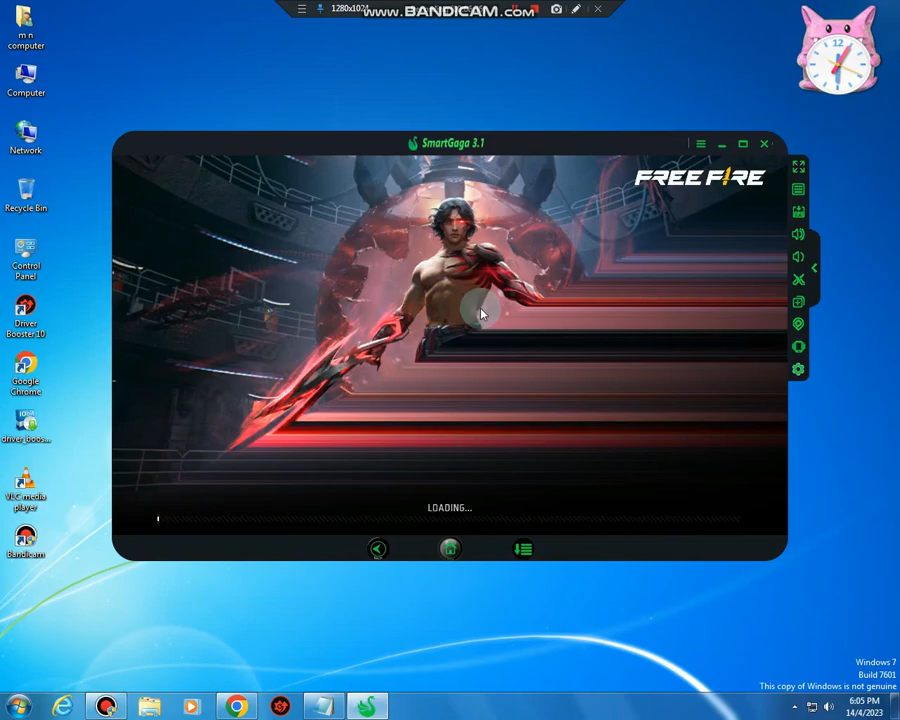 1280x1024
www.BANDICAM.com
m n
computer
Computer
Network
Recycle Bin
Control
Panel
Driver
Booster 10
Google
Chrome
driver_boos...
VLC media
player
Bandicam
12
SmartGaga 3.1
FREE FIRE
LOADING...
Windows 7
Build 7601
This copy of Windows is not genuine
6:05 PM
14/4/2023